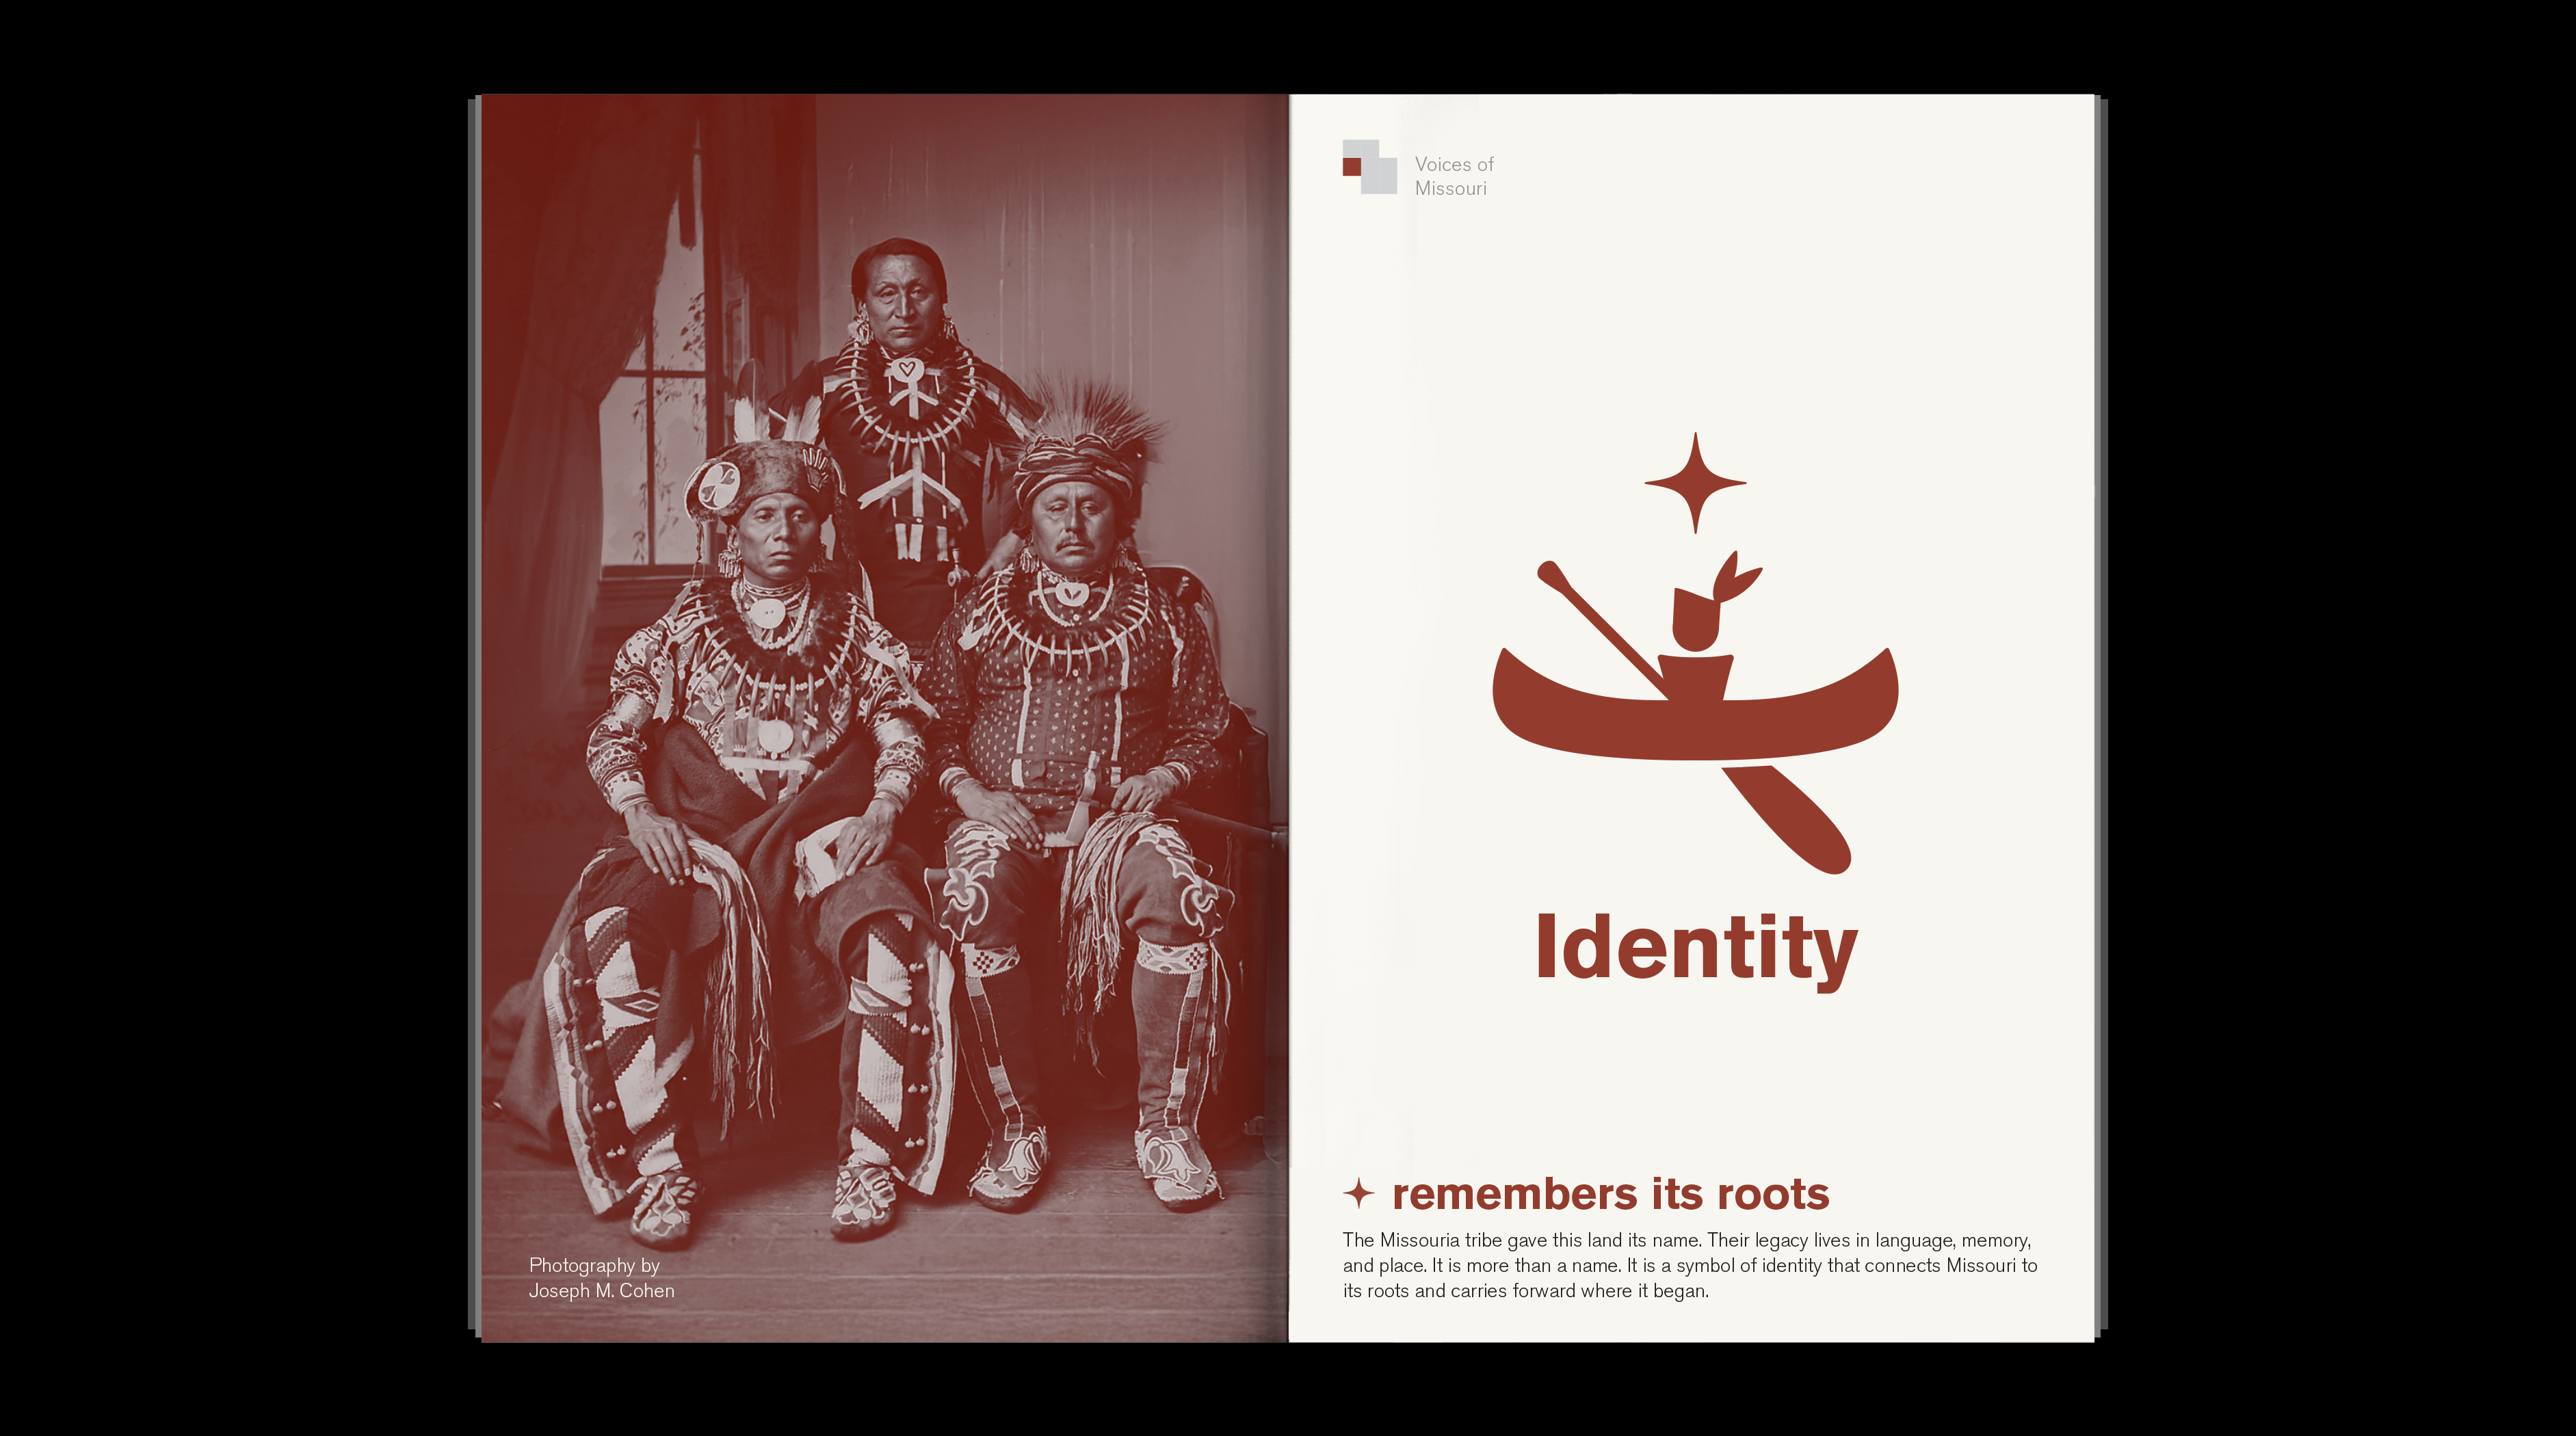 Photography by
Joseph M. Cohen
Voices of
Missouri
Identity
remembers its roots
The Missouria tribe gave this land its name. Their legacy lives in language, memory,
and place. It is more than a name. It is a symbol of identity that connects Missouri to
its roots and carries forward where it began.